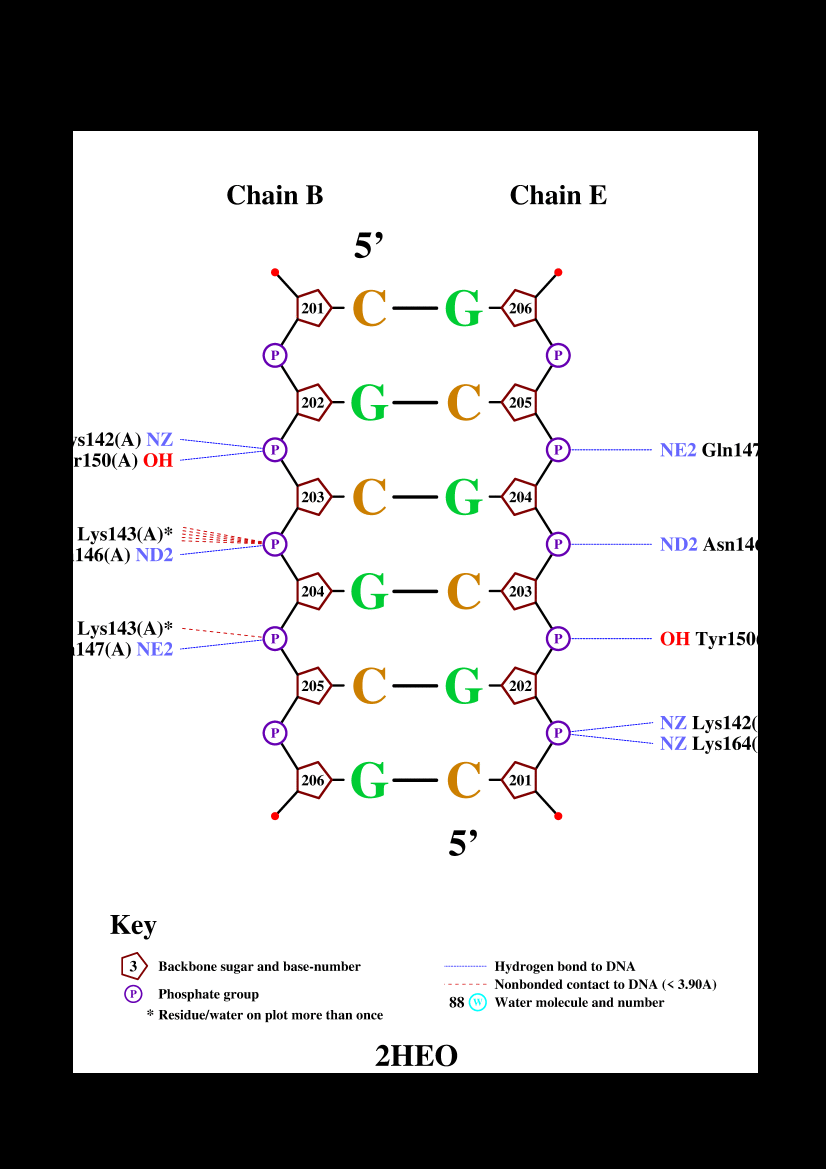 Chain B Chain E
5’
201 C G 206
P P
202 G C 205
ys142(A) NZ
P NE2 Gln147
r150(A) OH
203 C G 204
Lys143(A)*
P ND2 Asn146
146(A) ND2
204 G C 203
Lys143(A)*
P OH Tyr150(
147(A) NE2
205 C G 202
NZ Lys142(
P P
NZ Lys164(
206 G C 201
5’
Key
3 Backbone sugar and base-number
P Phosphate group
* Residue/water on plot more than once
Hydrogen bond to DNA
Nonbonded contact to DNA (< 3.90A)
88 W Water molecule and number
2HEO